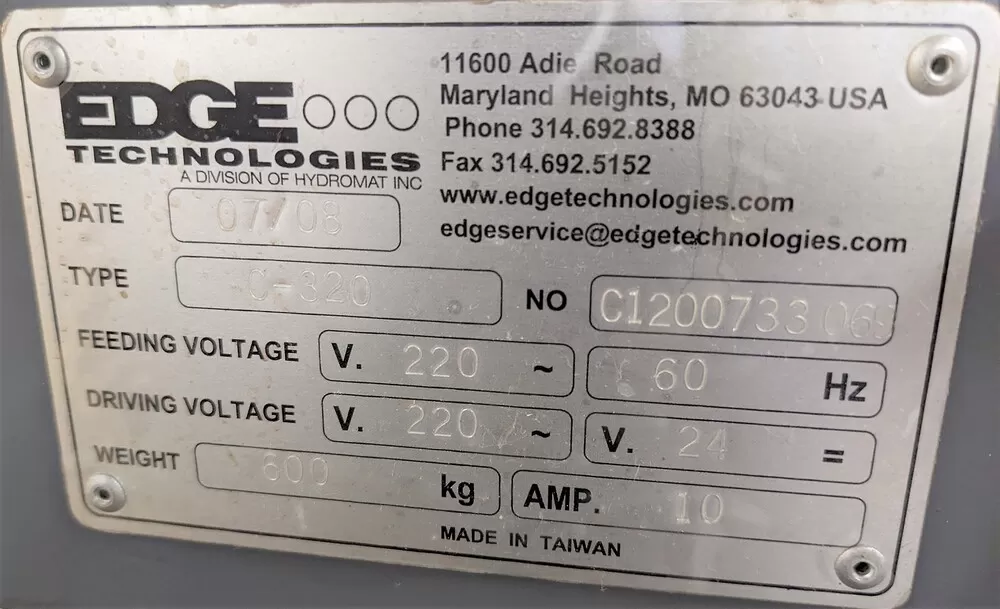 EDGE
TECHNOLOGIES
A DIVISION OF HYDROMAT INC
11600 Adie Road
Maryland Heights, MO 63043 USA
Phone 314.692.8388
Fax 314.692.5152
www.edgetechnologies.com
edgeservice@edgetechnologies.com
DATE 07/08
TYPE C-320 NO C1200733
FEEDING VOLTAGE V. 220 ~ 60 Hz
DRIVING VOLTAGE V. 220 ~ V. 24 =
WEIGHT 600 kg AMP. 10
MADE IN TAIWAN